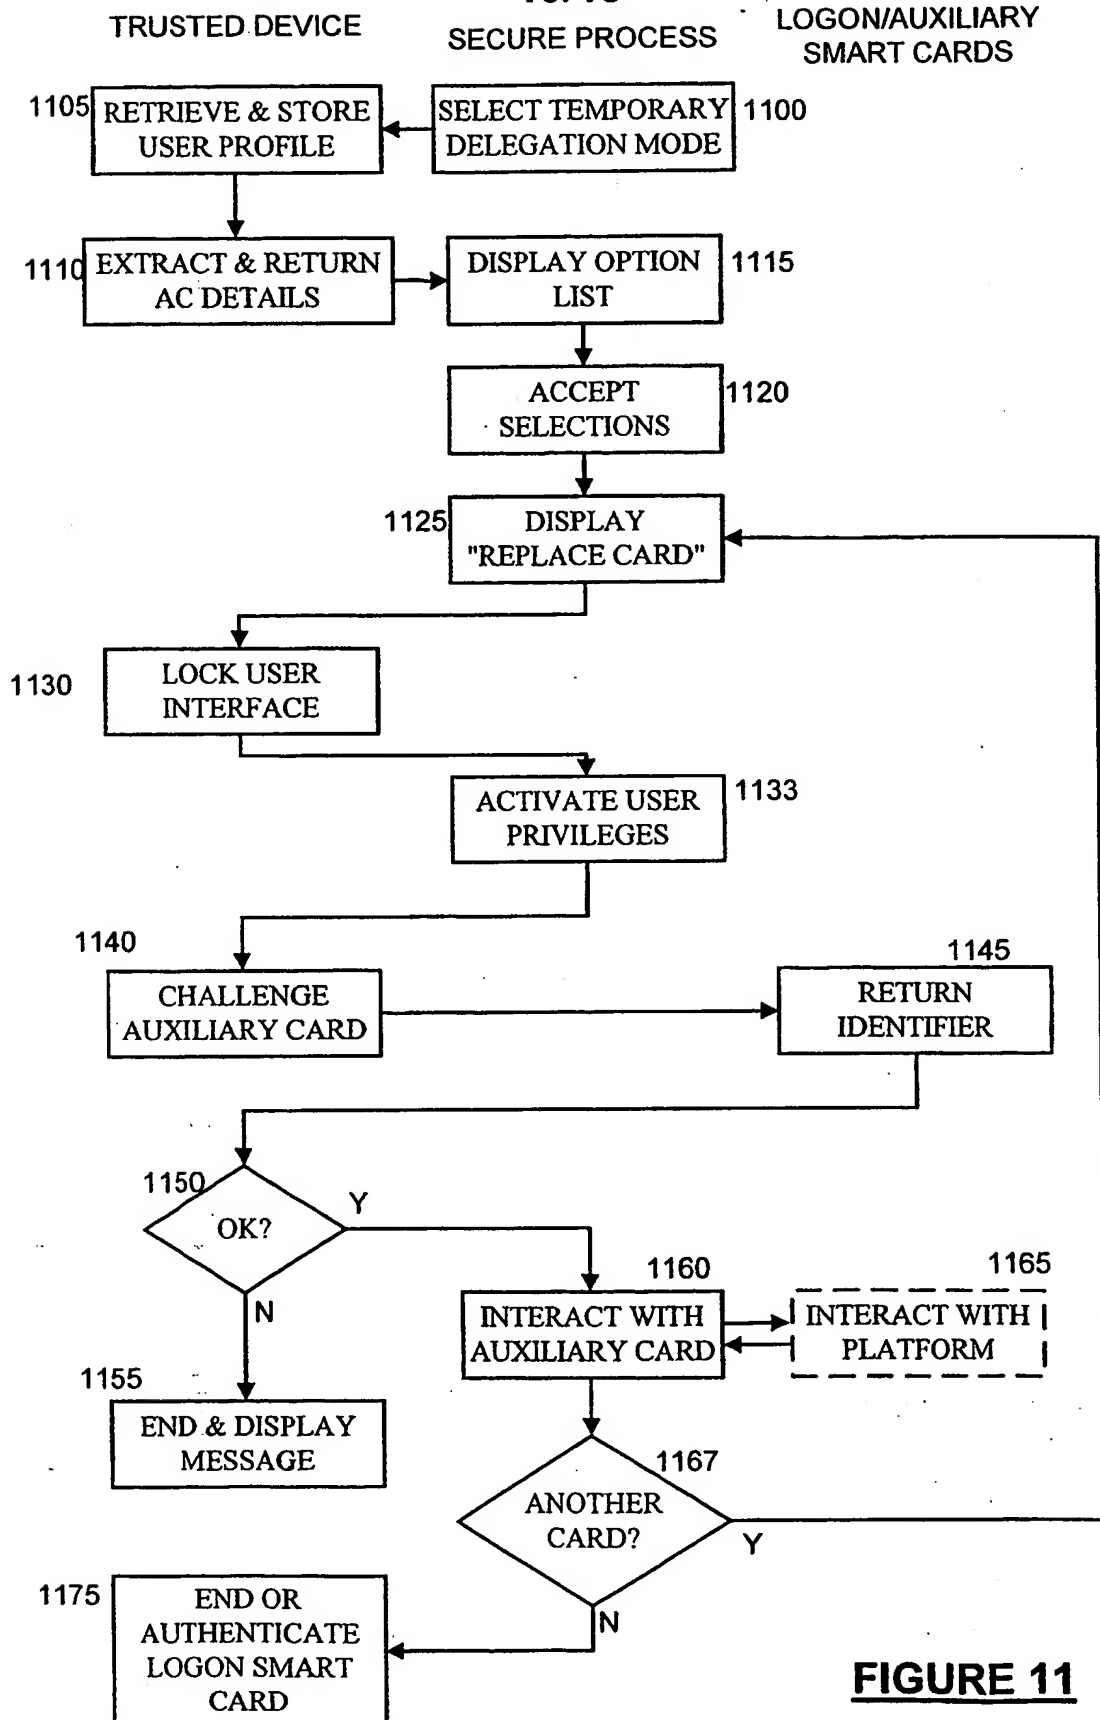 TRUSTED DEVICE
SECURE PROCESS
LOGON/AUXILIARY
SMART CARDS
1105
RETRIEVE & STORE
USER PROFILE
SELECT TEMPORARY
DELEGATION MODE
1100
1110
EXTRACT & RETURN
AC DETAILS
DISPLAY OPTION
LIST
1115
ACCEPT
SELECTIONS
1120
1125
DISPLAY
"REPLACE CARD"
1130
LOCK USER
INTERFACE
ACTIVATE USER
PRIVILEGES
1133
1140
CHALLENGE
AUXILIARY CARD
1145
RETURN
IDENTIFIER
1150
OK?
Y
N
1155
END & DISPLAY
MESSAGE
1160
INTERACT WITH
AUXILIARY CARD
1165
INTERACT WITH
PLATFORM
1167
ANOTHER
CARD?
Y
N
1175
END OR
AUTHENTICATE
LOGON SMART
CARD
FIGURE 11